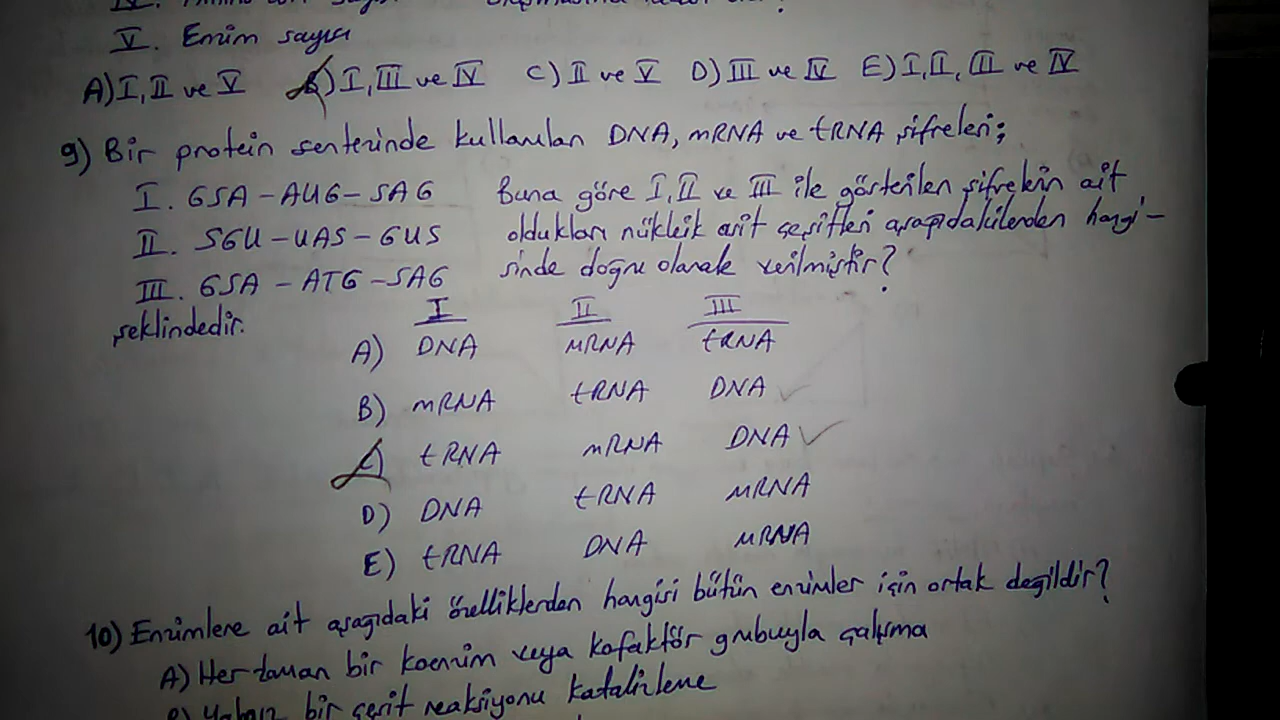 V. Enzim sayısı
A) I, II ve V B) I, III ve IV C) II ve V D) III ve IV E) I, II, III ve IV
9) Bir protein sentezinde kullanılan DNA, mRNA ve tRNA şifreleri;
I. GSA - AUG - SAG Buna göre I, II ve III ile gösterilen şifrelerin ait
II. SGU - UAS - GUS oldukları nükleik asit çeşitleri aşağıdakilerden hangi-
III. GSA - ATG - SAG sinde doğru olarak verilmiştir?
şeklindedir.
I II III
A) DNA mRNA tRNA
B) mRNA tRNA DNA
C) tRNA mRNA DNA
D) DNA tRNA mRNA
E) tRNA DNA mRNA
10) Enzimlere ait aşağıdaki özelliklerden hangisi bütün enzimler için ortak değildir?
A) Her zaman bir koenzim veya kofaktör grubuyla çalışma
B) Yalnız bir çeşit reaksiyonu katalizleme